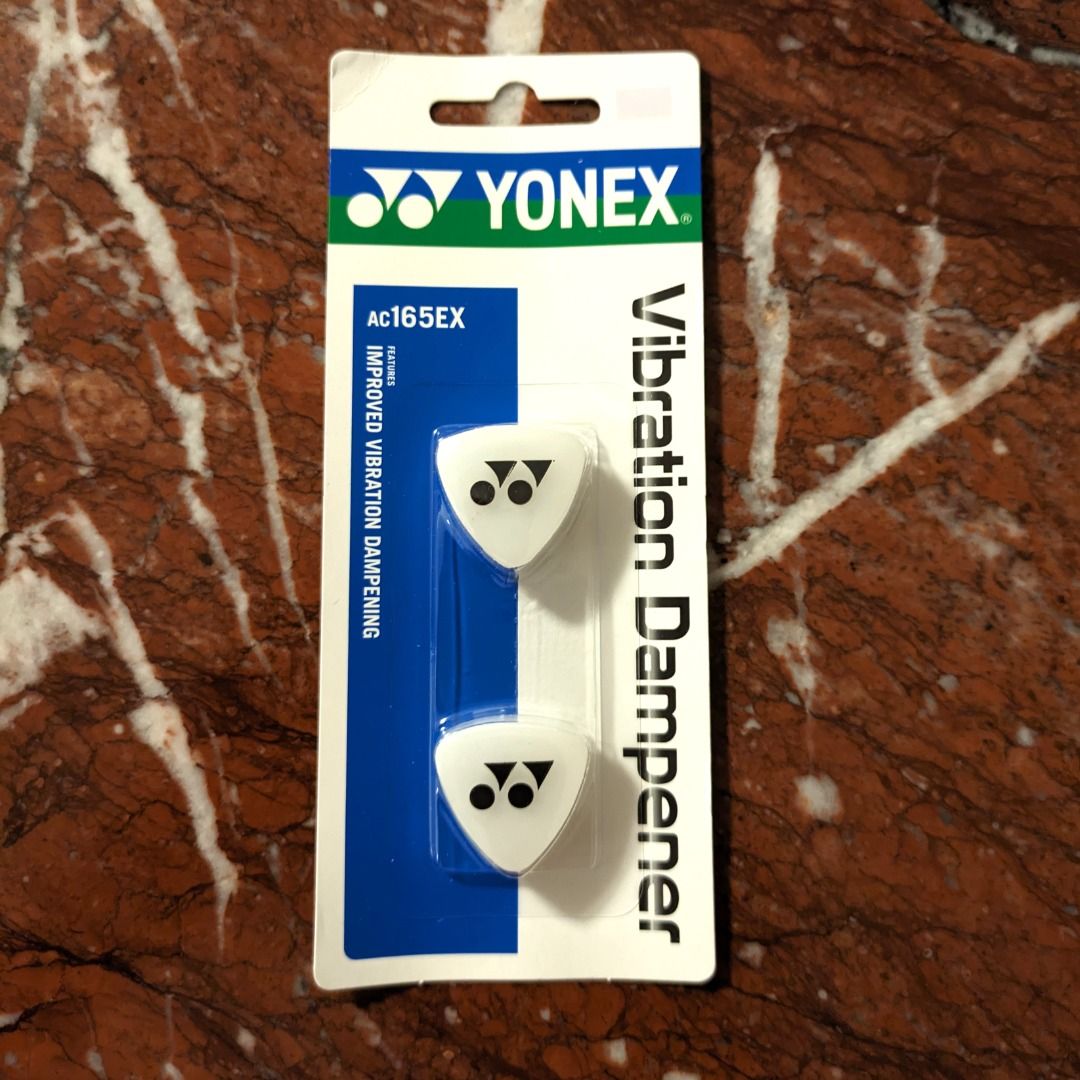 YONEX®
AC165EX
FEATURES
IMPROVED VIBRATION DAMPENING
Vibration Dampener